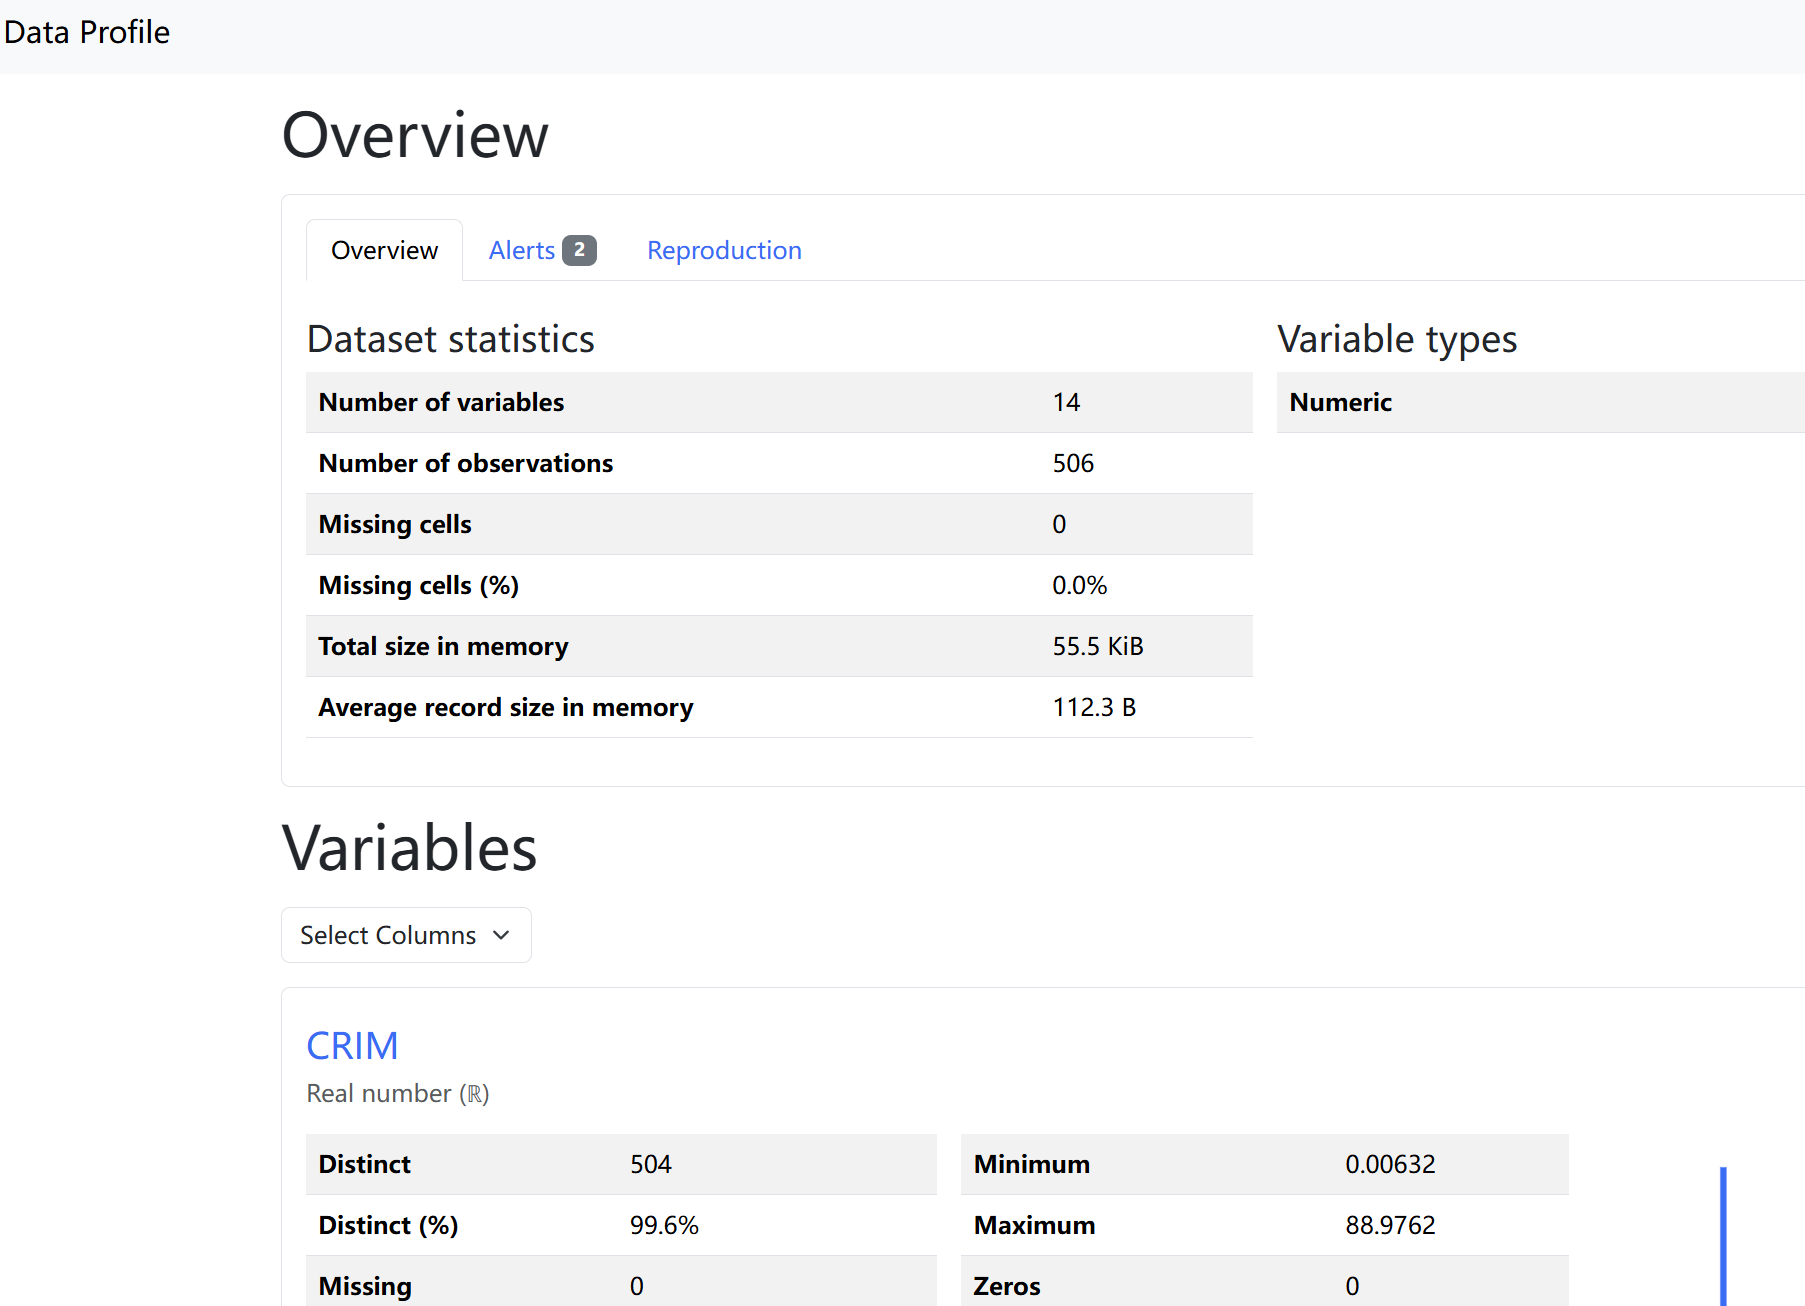 Data Profile
Overview
Overview Alerts 2 Reproduction
Dataset statistics
Number of variables 14
Number of observations 506
Missing cells 0
Missing cells (%) 0.0%
Total size in memory 55.5 KiB
Average record size in memory 112.3 B
Variable types
Numeric
Variables
Select Columns
CRIM
Real number (ℝ)
Distinct 504
Distinct (%) 99.6%
Missing 0
Minimum 0.00632
Maximum 88.9762
Zeros 0